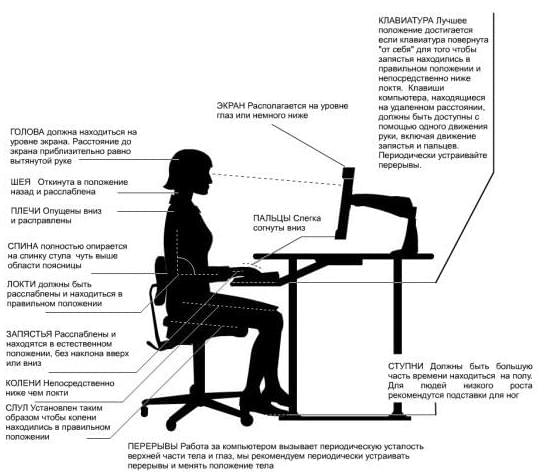 КЛАВИАТУРА Лучшее
положение достигается
если клавиатура повернута
"от себя" для того чтобы
запястья находились в
правильном положении и
непосредственно ниже
локтя. Клавиши
компьютера, находящиеся
на удаленном расстоянии,
должны быть доступны с
помощью одного движения
руки, включая движение
запястья и пальцев.
Периодически устраивайте
перерывы.
ЭКРАН Располагается на уровне
глаз или немного ниже
ГОЛОВА должна находиться на
уровне экрана. Расстояние до
экрана приблизительно равно
вытянутой руке
ШЕЯ Откинута в положение
назад и расслаблена
ПЛЕЧИ Опущены вниз
и расправлены
ПАЛЬЦЫ Слегка
согнуты вниз
СПИНА полностью опирается
на спинку стула чуть выше
области поясницы
ЛОКТИ должны быть
расслаблены и находиться в
правильном положении
ЗАПЯСТЬЯ Расслаблены и
находятся в естественном
положении, без наклона вверх
или вниз
КОЛЕНИ Непосредственно
ниже чем локти
СЛУЛ Установлен таким
образом чтобы колени
находились в правильном
положении
СТУПНИ Должны быть большую
часть времени находиться на полу.
Для людей низкого роста
рекомендутся подставки для ног
ПЕРЕРЫВЫ Работа за компьютером вызывает периодическую усталость
верхней части тела и глаз, мы рекомендуем периодически устраивать
перерывы и менять положение тела